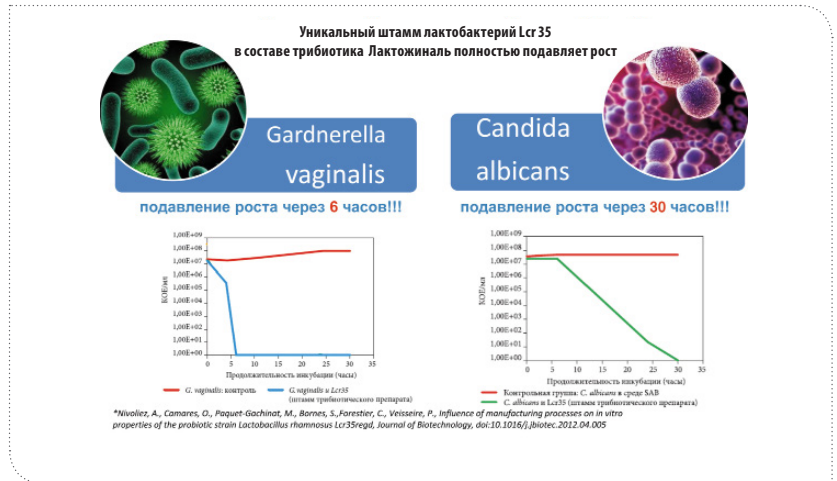 Уникальный штамм лактобактерий Lcr 35
в составе трибиотика Лактожиналь полностью подавляет рост
Gardnerella
vaginalis
подавление роста через 6 часов!!!
КОЕ/мл
1,00E+09
1,00E+08
1,00E+07
1,00E+06
1,00E+05
1,00E+04
1,00E+03
1,00E+02
1,00E+01
1,00E+00
0 5 10 15 20 25 30 35
Продолжительность инкубации (часы)
G. vaginalis: контроль
G.vaginalis и Lcr35
(штамм трибиотического препарата)
Candida
albicans
подавление роста через 30 часов!!!
КОЕ/мл
1,00E+09
1,00E+08
1,00E+07
1,00E+06
1,00E+05
1,00E+04
1,00E+03
1,00E+02
1,00E+01
1,00E+00
0 5 10 15 20 25 30 35
Продолжительность инкубации (часы)
Контрольная группа: C. albicans в среде SAB
C. albicans и Lcr35 (штамм трибиотического препарата)
*Nivoliez, A., Camares, O., Paquet-Gachinat, M., Bornes, S.,Forestier, C., Veisseire, P., Influence of manufacturing processes on in vitro
properties of the probiotic strain Lactobacillus rhamnosus Lcr35regd, Journal of Biotechnology, doi:10.1016/j.jbiotec.2012.04.005